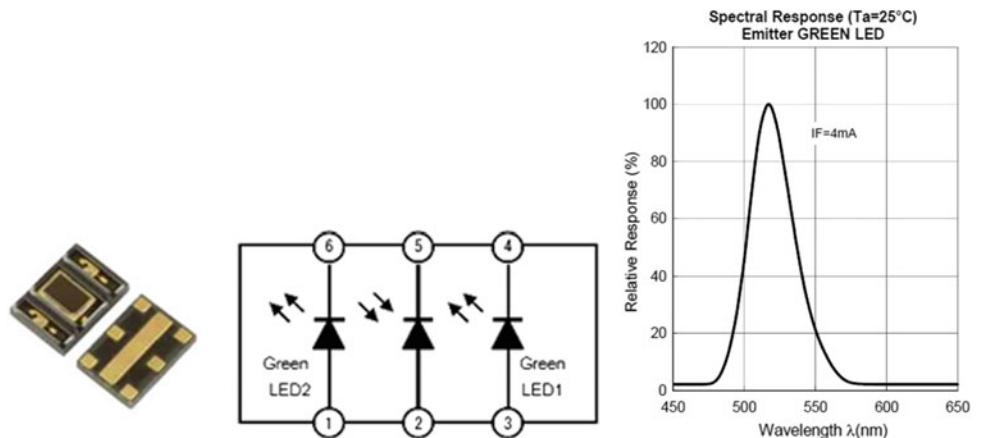 Spectral Response (Ta=25°C)
Emitter GREEN LED
120
100
80
60
40
20
0
Relative Response (%)
IF=4mA
450 500 550 600 650
Wavelength λ(nm)
6 5 4
Green
LED2
Green
LED1
1 2 3